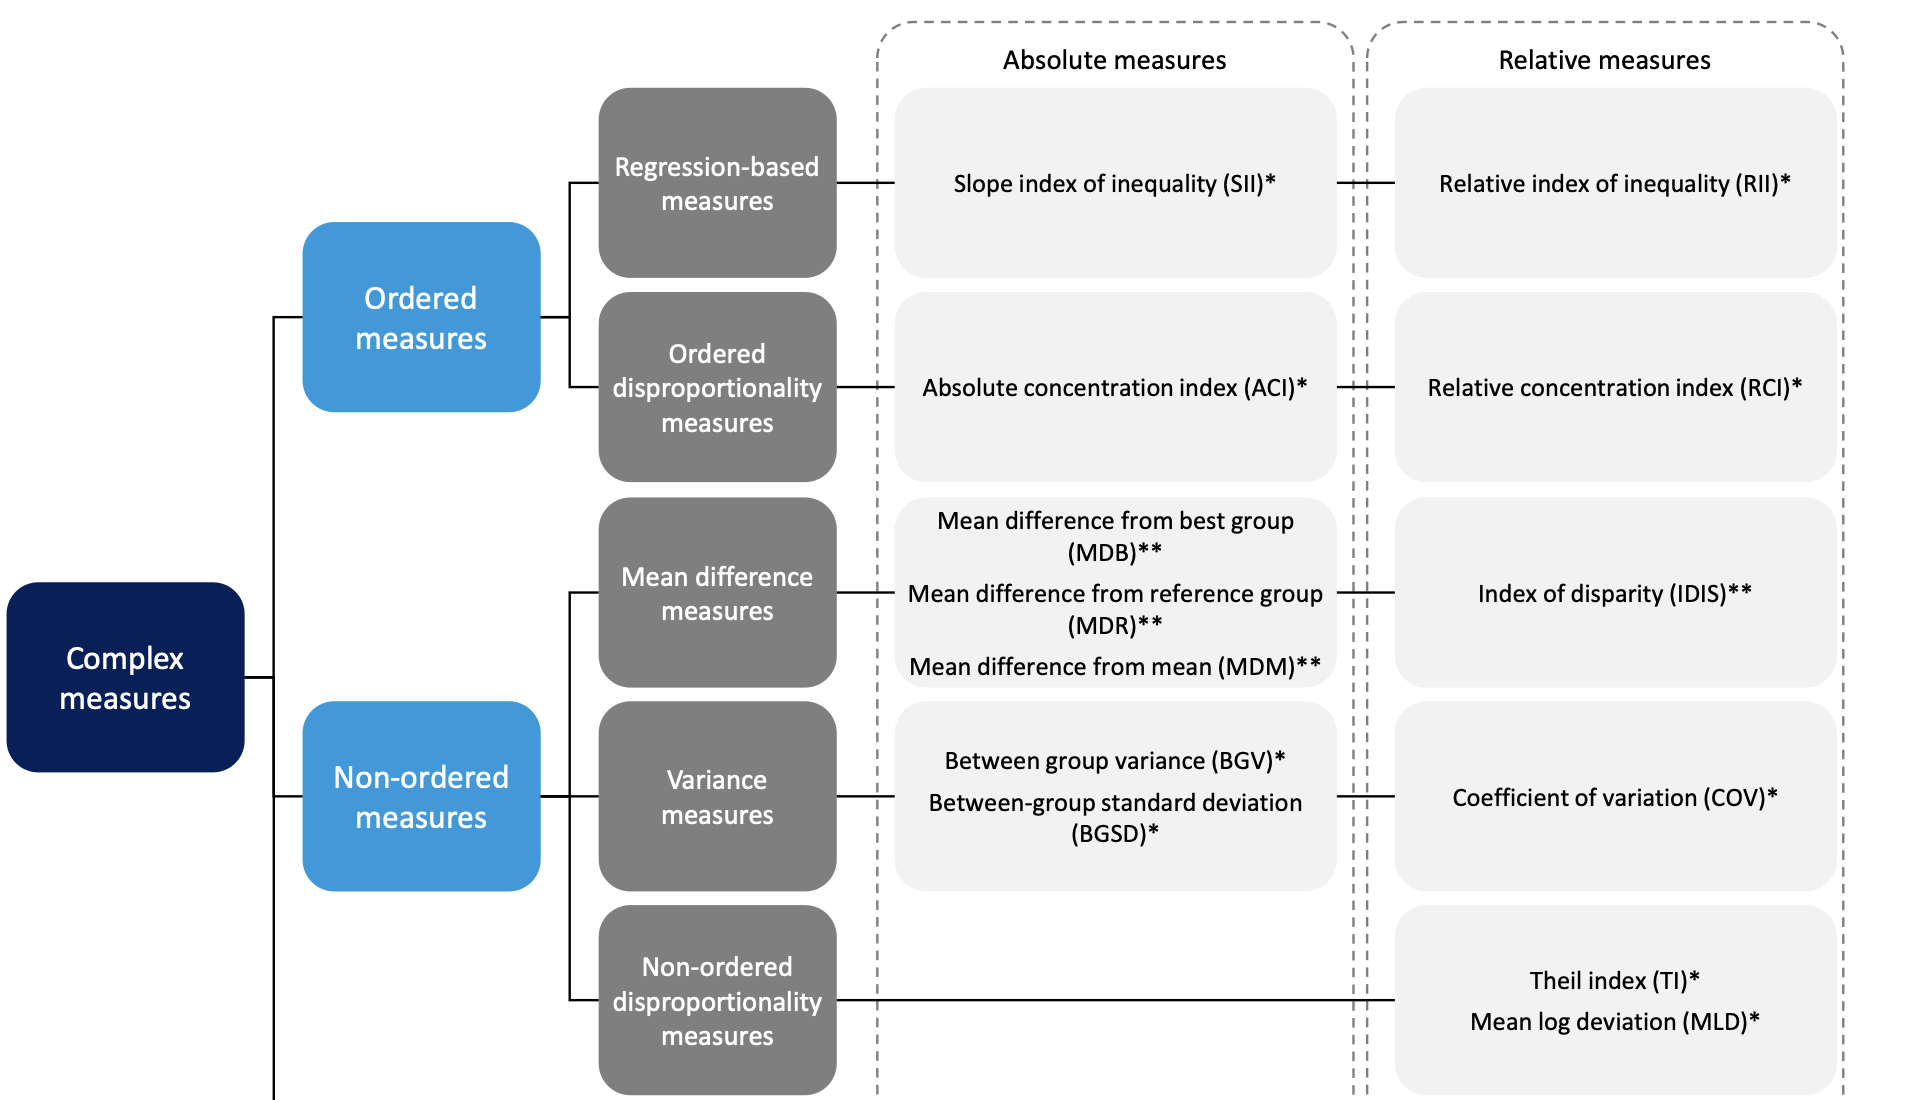 Absolute measures
Relative measures
Regression-based
measures
Slope index of inequality (SII)*
Relative index of inequality (RII)*
Ordered
measures
Ordered
disproportionality
measures
Absolute concentration index (ACI)*
Relative concentration index (RCI)*
Complex
measures
Mean difference
measures
Mean difference from best group
(MDB)**
Mean difference from reference group
(MDR)**
Mean difference from mean (MDM)**
Index of disparity (IDIS)**
Non-ordered
measures
Variance
measures
Between group variance (BGV)*
Between-group standard deviation
(BGSD)*
Coefficient of variation (COV)*
Non-ordered
disproportionality
measures
Theil index (TI)*
Mean log deviation (MLD)*